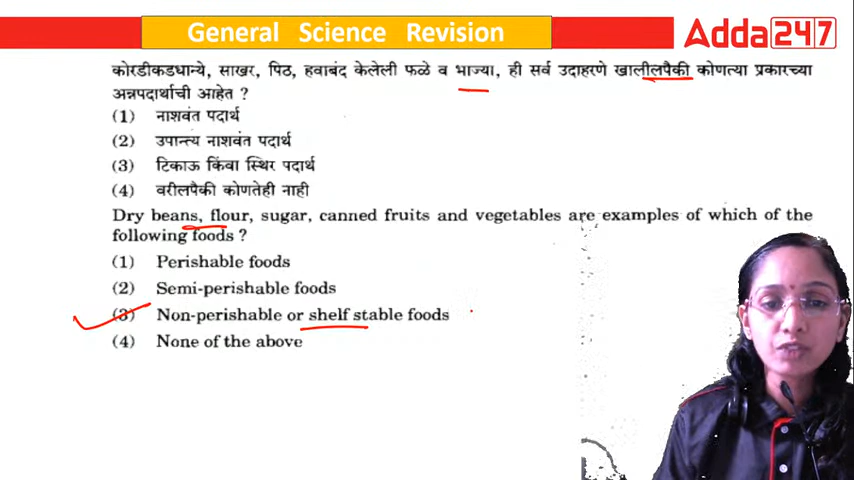 General Science Revision
Adda247
कोरडीकडधान्ये, साखर, पिठ, हवाबंद केलेली फळे व भाज्या, ही सर्व उदाहरणे खालीलपैकी कोणत्या प्रकारच्या
अन्नपदार्थाची आहेत ?
(1) नाशवंत पदार्थ
(2) उपान्त्य नाशवंत पदार्थ
(3) टिकाऊ किंवा स्थिर पदार्थ
(4) वरीलपैकी कोणतेही नाही
Dry beans, flour, sugar, canned fruits and vegetables are examples of which of the
following foods ?
(1) Perishable foods
(2) Semi-perishable foods
(3) Non-perishable or shelf stable foods
(4) None of the above